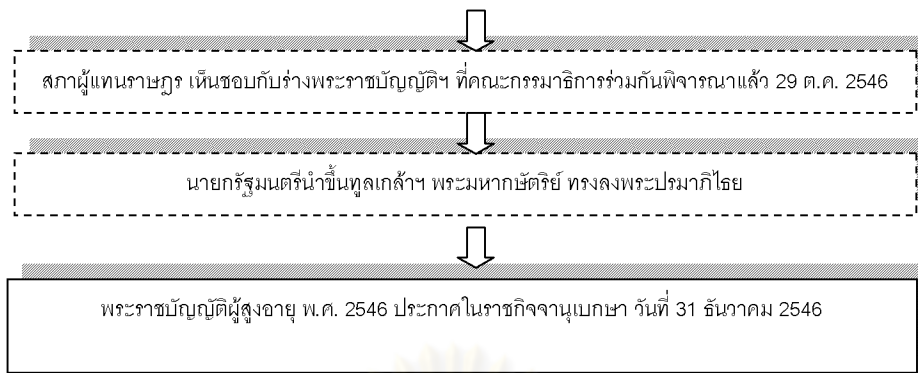 สภาผู้แทนราษฎร เห็นชอบกับร่างพระราชบัญญัติฯ ที่คณะกรรมาธิการร่วมกันพิจารณาแล้ว 29 ต.ค. 2546
นายกรัฐมนตรีนำขึ้นทูลเกล้าฯ พระมหากษัตริย์ ทรงลงพระปรมาภิไธย
พระราชบัญญัติผู้สูงอายุ พ.ศ. 2546 ประกาศในราชกิจจานุเบกษา วันที่ 31 ธันวาคม 2546